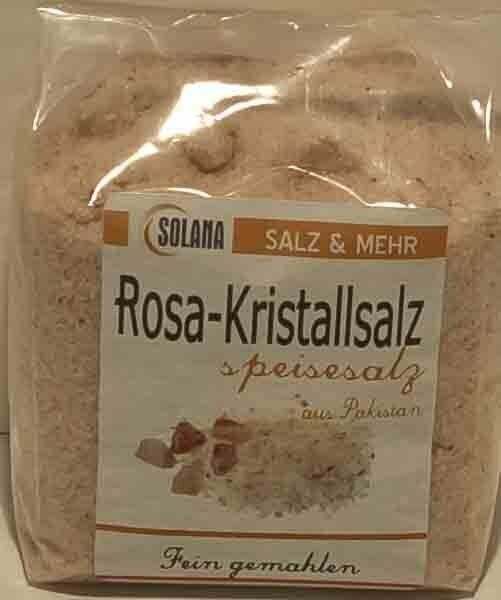 SOLANA SALZ & MEHR
Rosa-Kristallsalz
speisesalz
aus Pakistan
Fein gemahlen